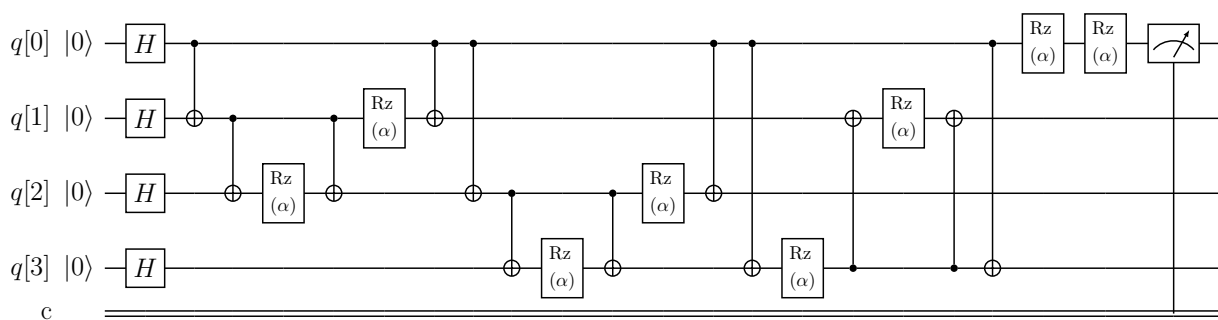 q[0] |0⟩ H Rz (α) Rz (α)
q[1] |0⟩ H Rz (α) Rz (α)
q[2] |0⟩ H Rz (α) Rz (α)
q[3] |0⟩ H Rz (α) Rz (α)
c